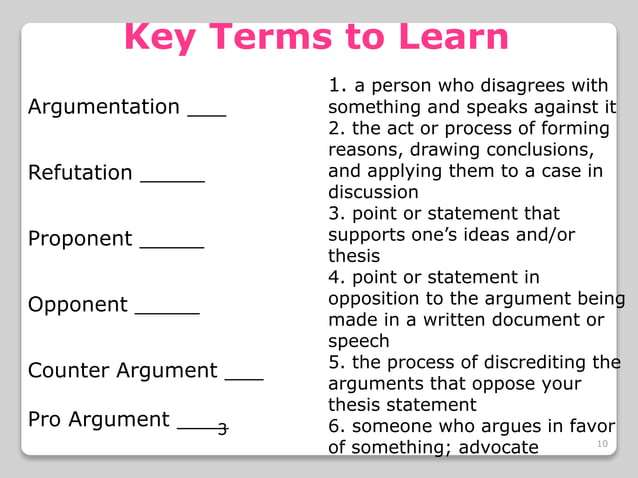 Key Terms to Learn
Argumentation ___
Refutation _____
Proponent _____
Opponent _____
Counter Argument ___
Pro Argument ____
3
1. a person who disagrees with
something and speaks against it
2. the act or process of forming
reasons, drawing conclusions,
and applying them to a case in
discussion
3. point or statement that
supports one’s ideas and/or
thesis
4. point or statement in
opposition to the argument being
made in a written document or
speech
5. the process of discrediting the
arguments that oppose your
thesis statement
6. someone who argues in favor
of something; advocate
10